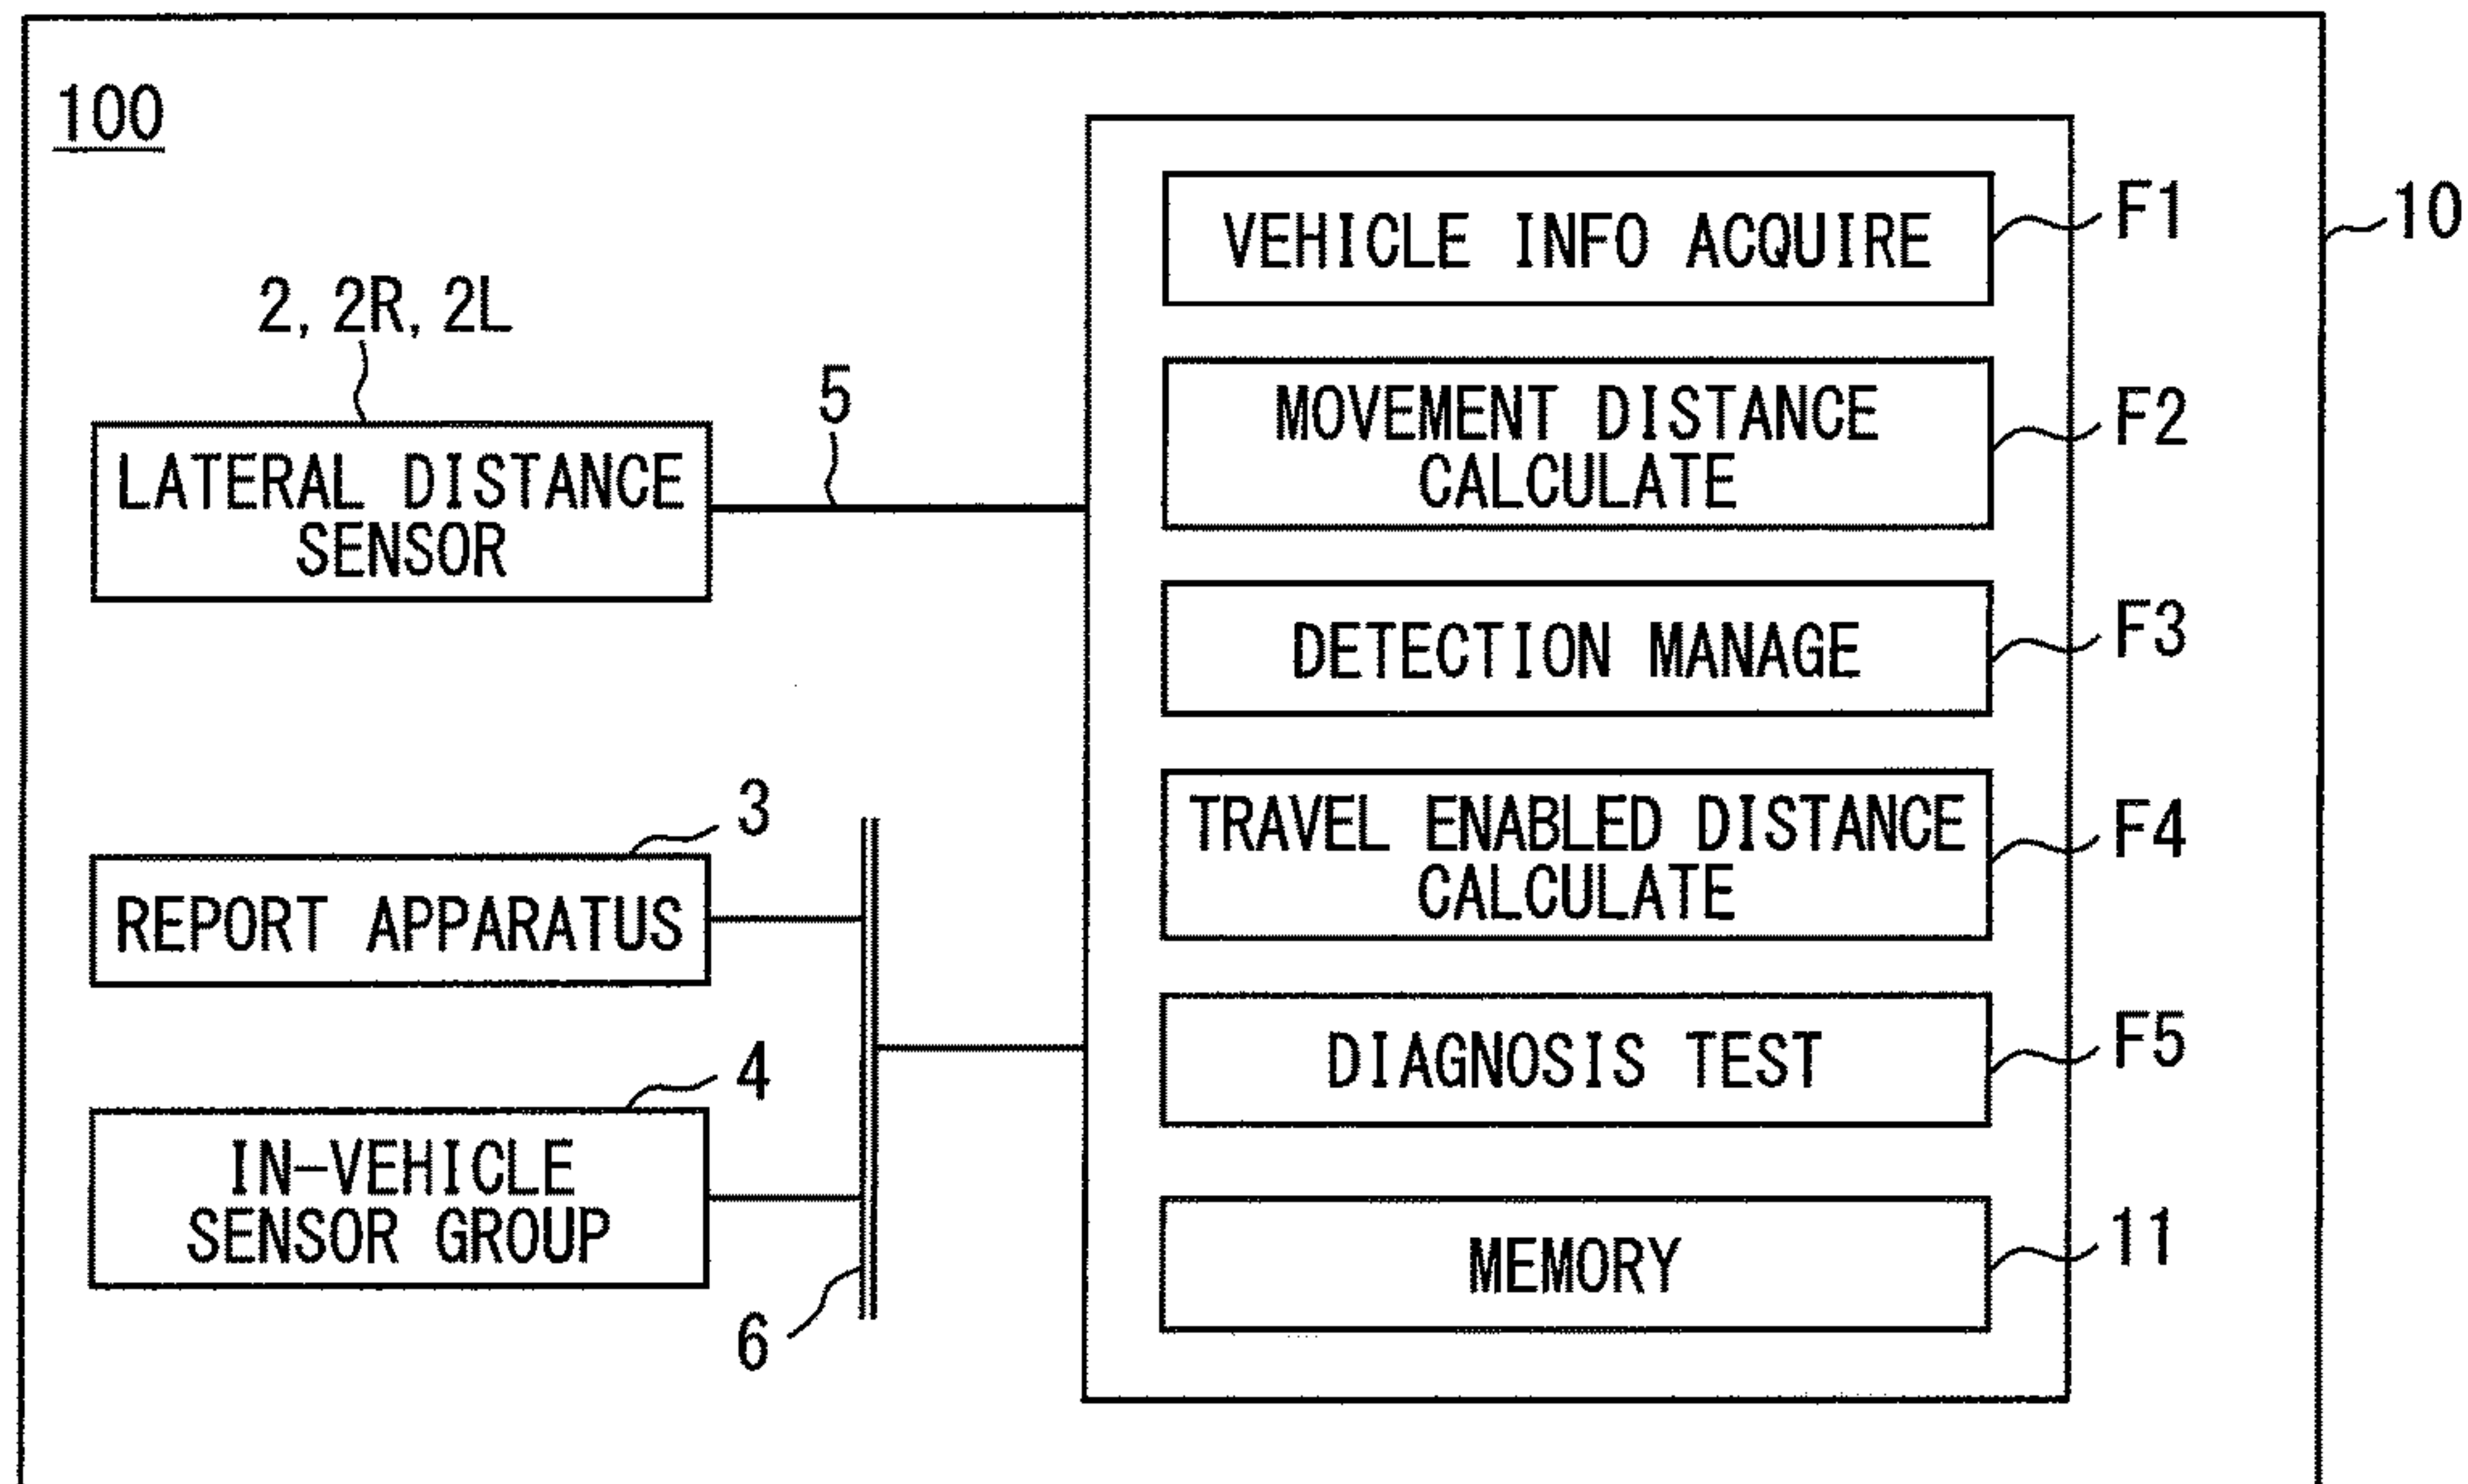 100
2, 2R, 2L
LATERAL DISTANCE
SENSOR
5
3
REPORT APPARATUS
4
IN-VEHICLE
SENSOR GROUP
6
VEHICLE INFO ACQUIRE
F1
10
MOVEMENT DISTANCE
CALCULATE
F2
DETECTION MANAGE
F3
TRAVEL ENABLED DISTANCE
CALCULATE
F4
DIAGNOSIS TEST
F5
MEMORY
11